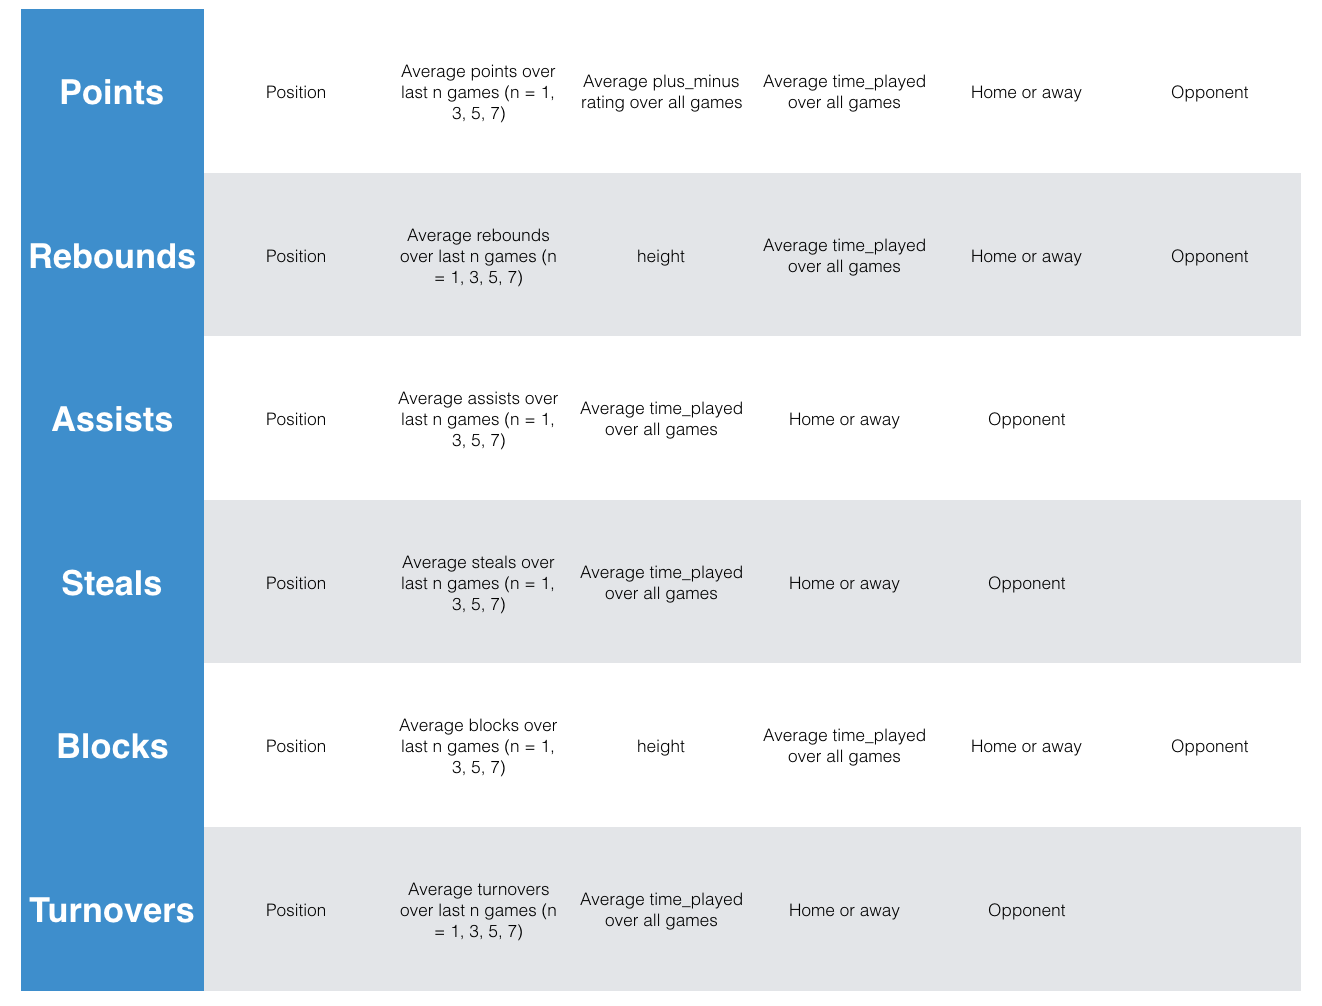 Points
Position
Average points over
last n games (n = 1,
3, 5, 7)
Average plus_minus
rating over all games
Average time_played
over all games
Home or away
Opponent
Rebounds
Position
Average rebounds
over last n games (n
= 1, 3, 5, 7)
height
Average time_played
over all games
Home or away
Opponent
Assists
Position
Average assists over
last n games (n = 1,
3, 5, 7)
Average time_played
over all games
Home or away
Opponent
Steals
Position
Average steals over
last n games (n = 1,
3, 5, 7)
Average time_played
over all games
Home or away
Opponent
Blocks
Position
Average blocks over
last n games (n = 1,
3, 5, 7)
height
Average time_played
over all games
Home or away
Opponent
Turnovers
Position
Average turnovers
over last n games (n
= 1, 3, 5, 7)
Average time_played
over all games
Home or away
Opponent